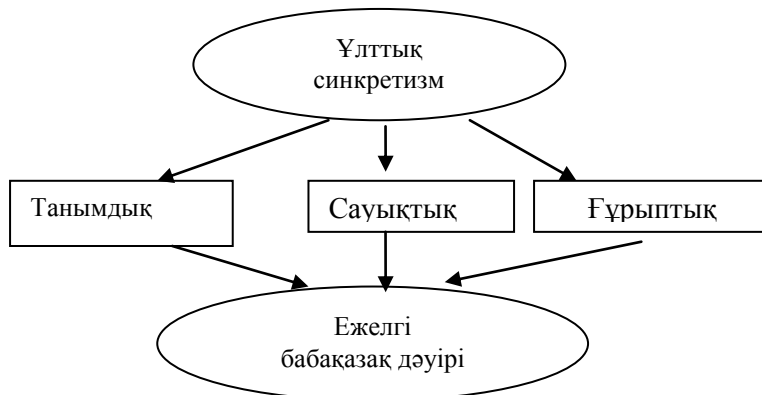 Ұлттық
синкретизм
Танымдық
Сауықтық
Ғұрыптық
Ежелгі
бабақазақ дәуірі